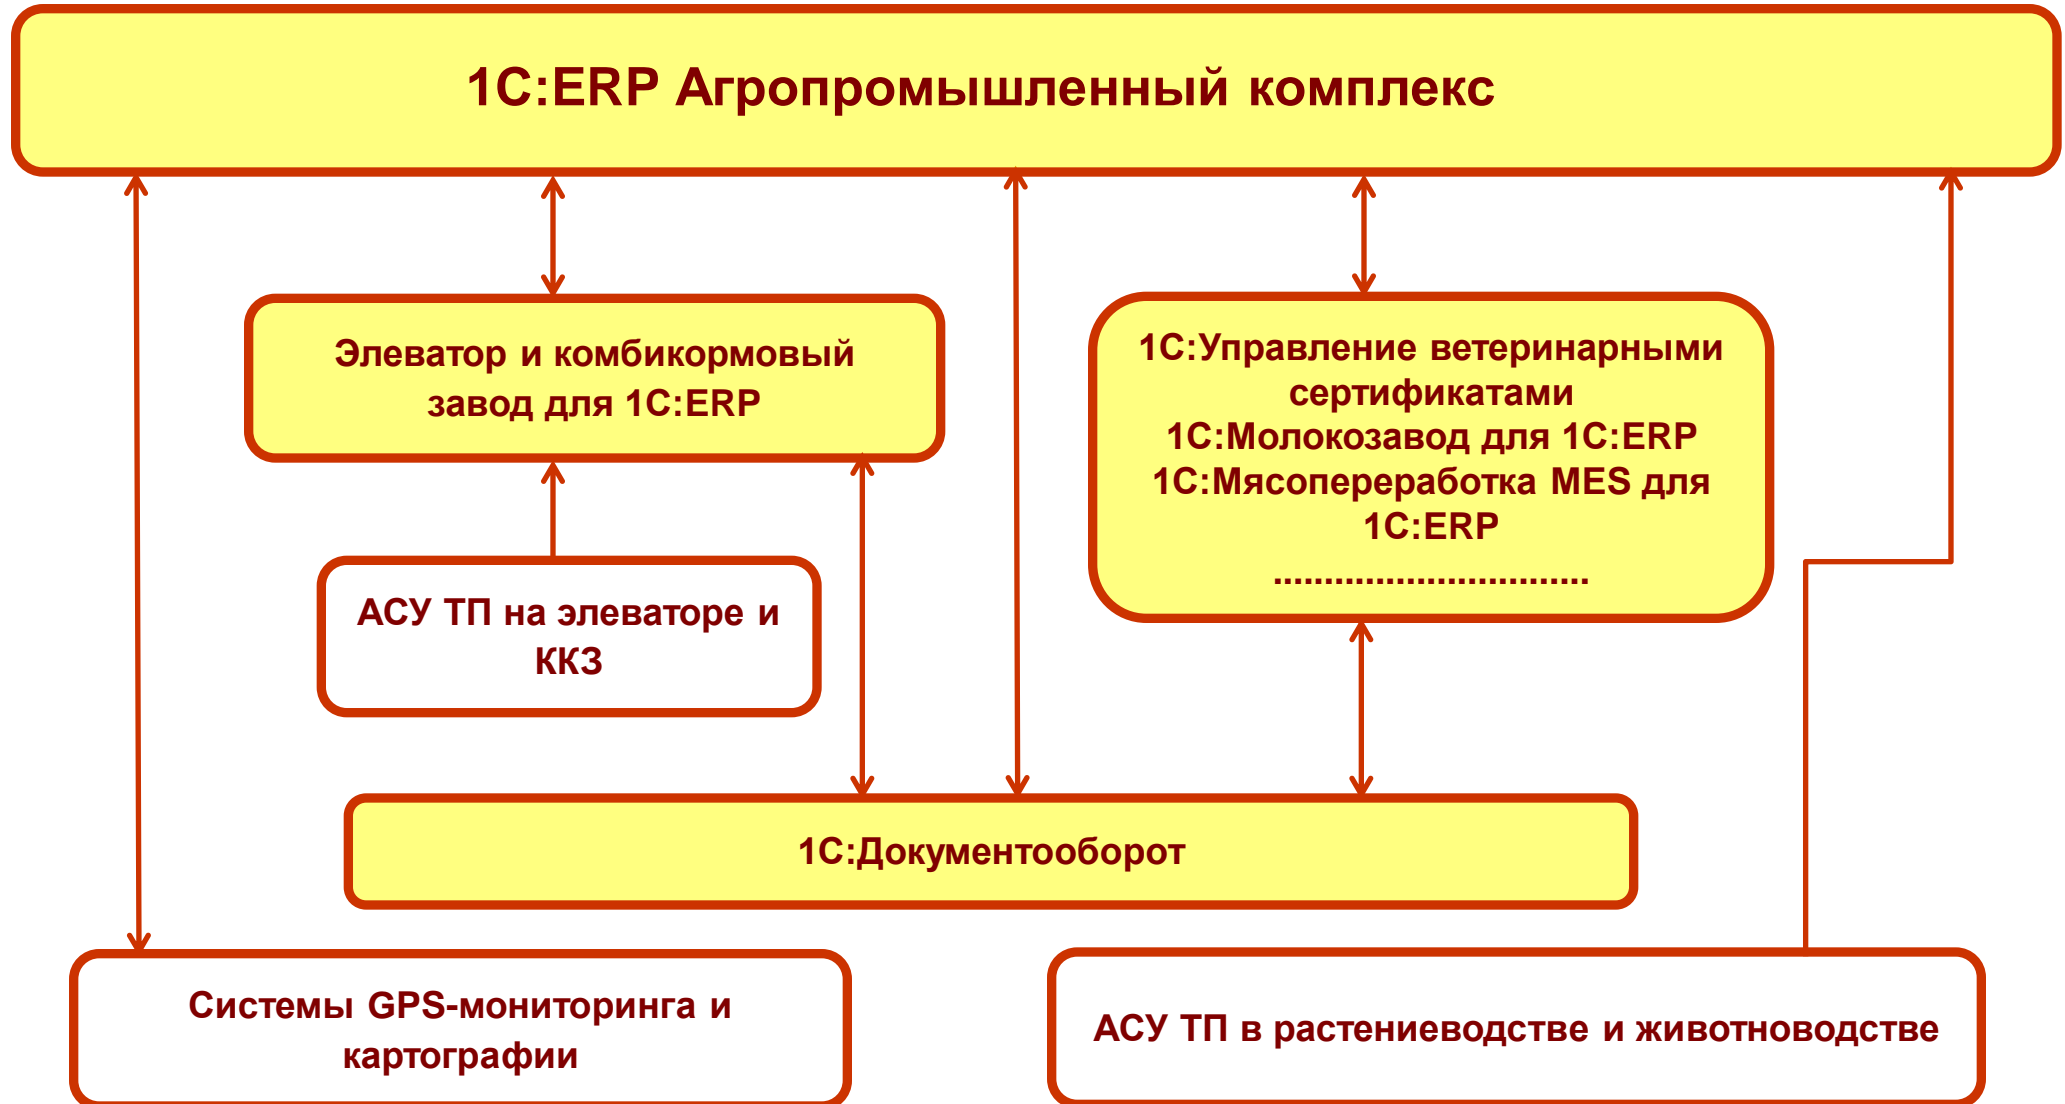 1С:ERP Агропромышленный комплекс
Элеватор и комбикормовый
завод для 1С:ERP
1С:Управление ветеринарными
сертификатами
1С:Молокозавод для 1С:ERP
1С:Мясопереработка MES для
1С:ERP
...............................
АСУ ТП на элеваторе и
ККЗ
1С:Документооборот
Системы GPS-мониторинга и
картографии
АСУ ТП в растениеводстве и животноводстве